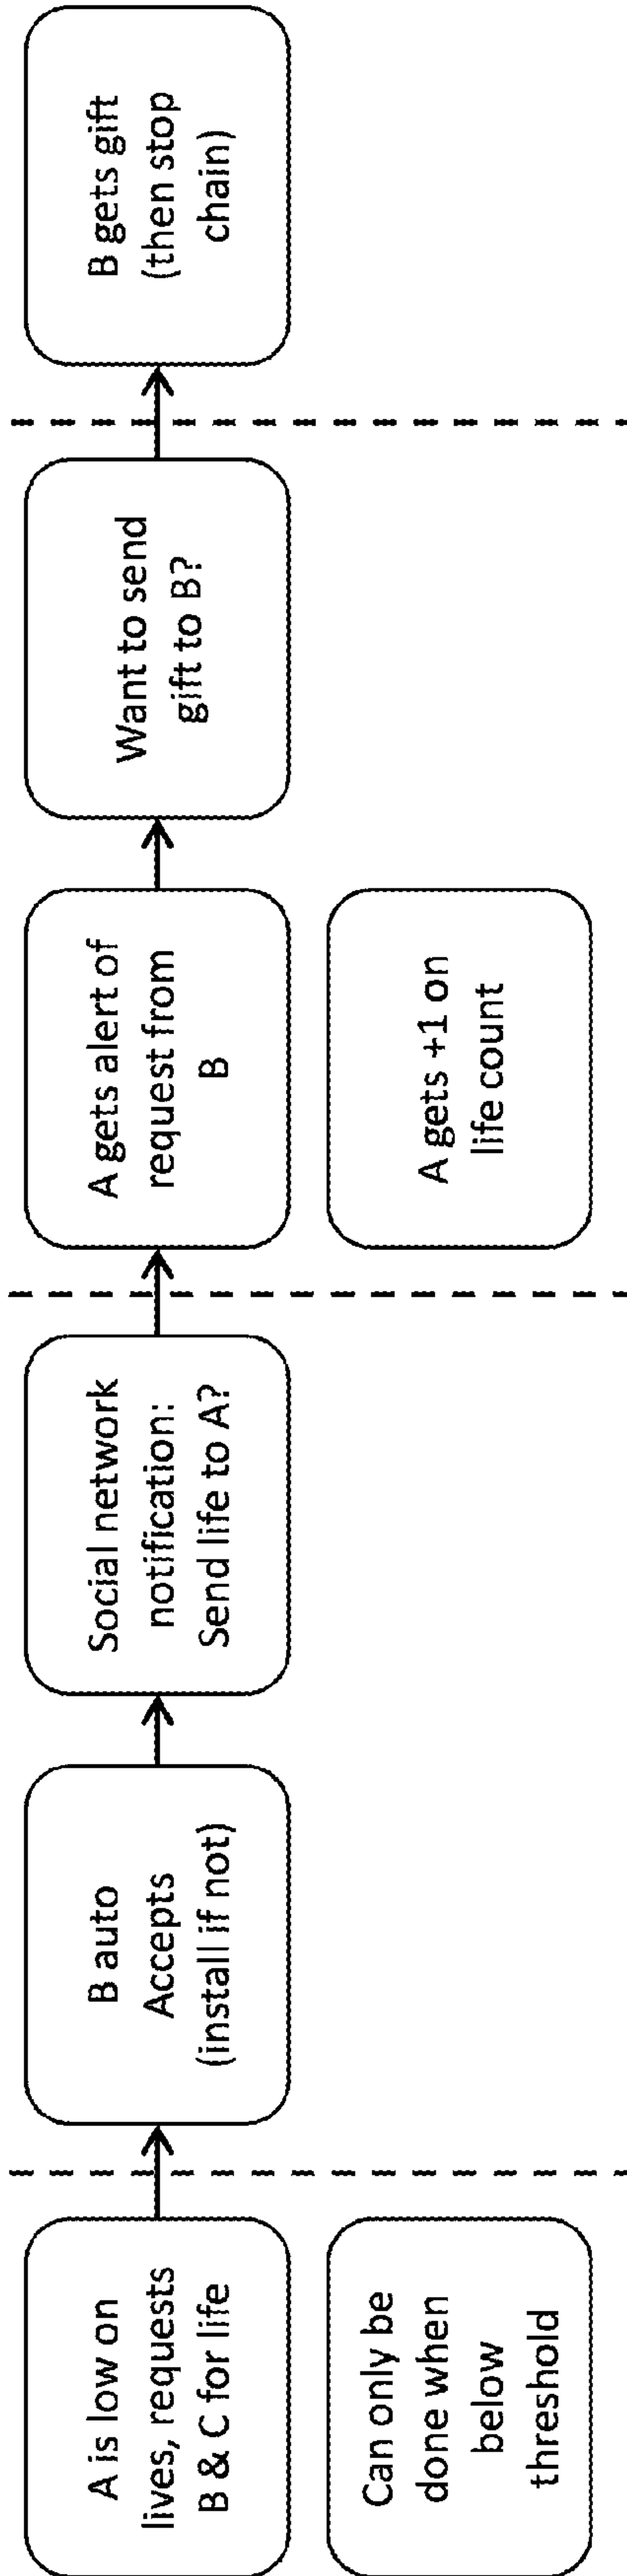 A is low on
lives, requests
B & C for life
Can only be
done when
below
threshold
B auto
Accepts
(install if not)
Social network
notification:
Send life to A?
A gets alert of
request from
B
A gets +1 on
life count
Want to send
gift to B?
B gets gift
(then stop
chain)